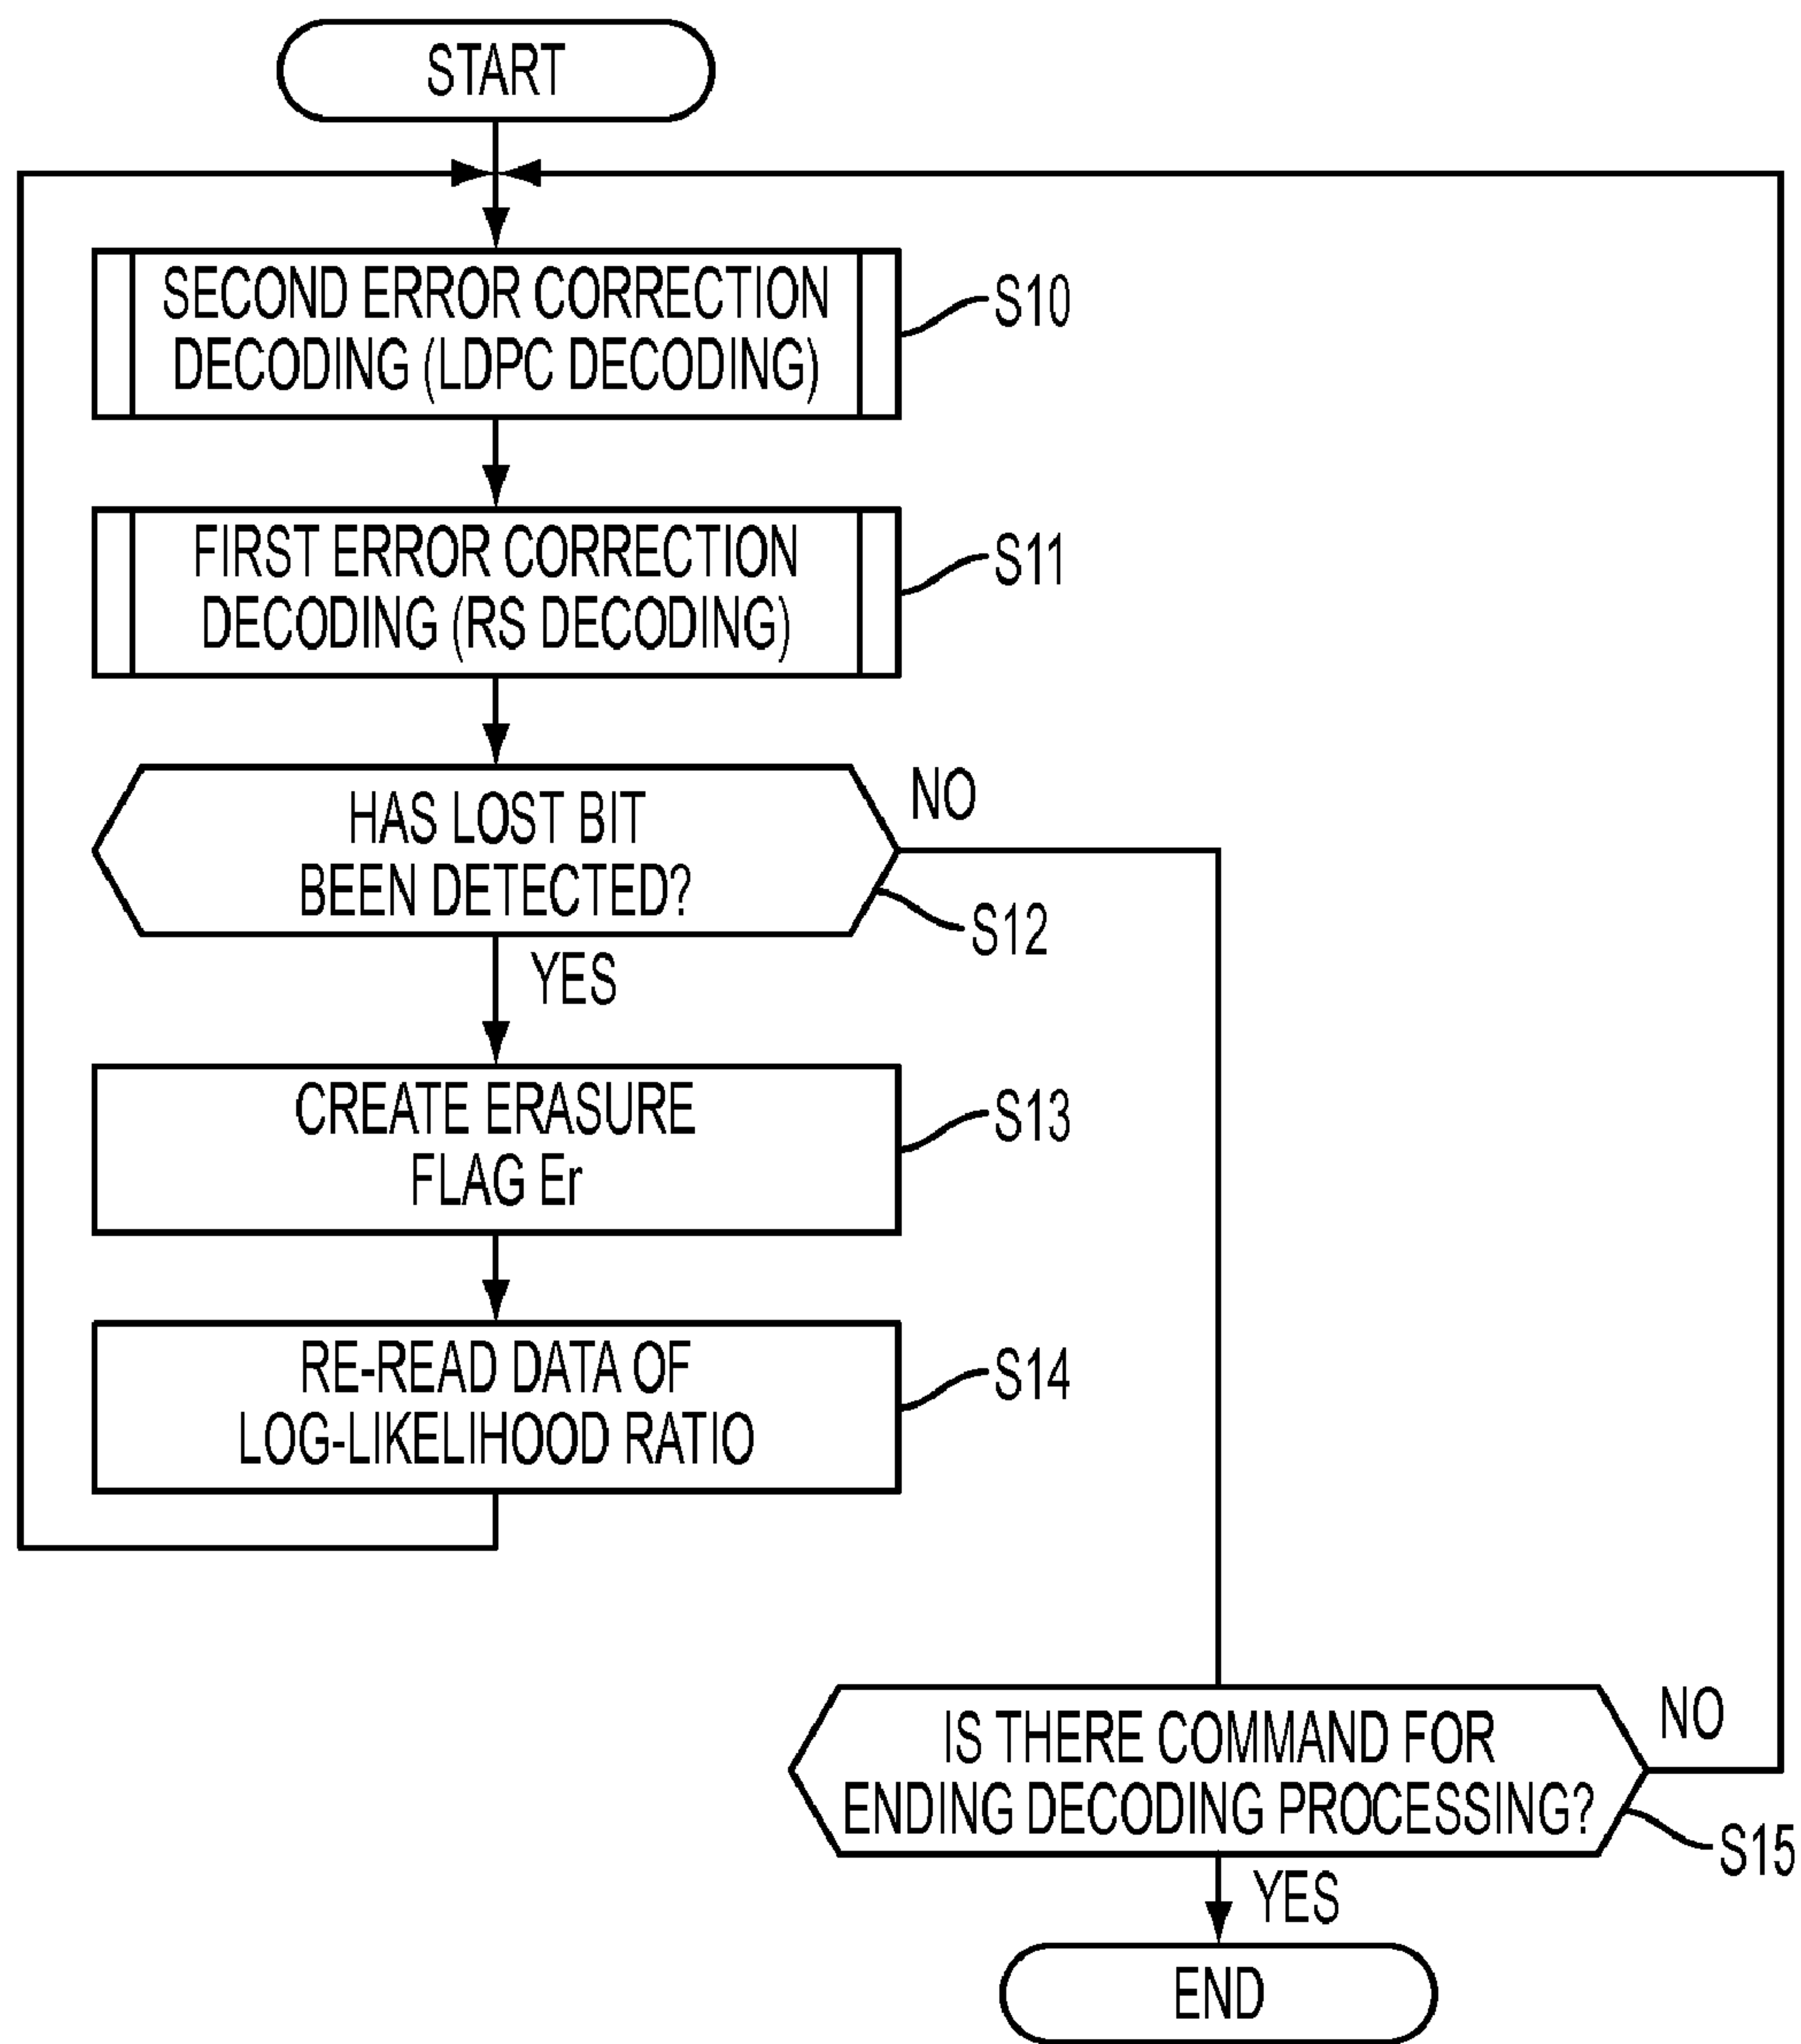 START
SECOND ERROR CORRECTION
DECODING (LDPC DECODING)
S10
FIRST ERROR CORRECTION
DECODING (RS DECODING)
S11
HAS LOST BIT
BEEN DETECTED?
NO
S12
YES
CREATE ERASURE
FLAG Er
S13
RE-READ DATA OF
LOG-LIKELIHOOD RATIO
S14
IS THERE COMMAND FOR
ENDING DECODING PROCESSING?
NO
S15
YES
END